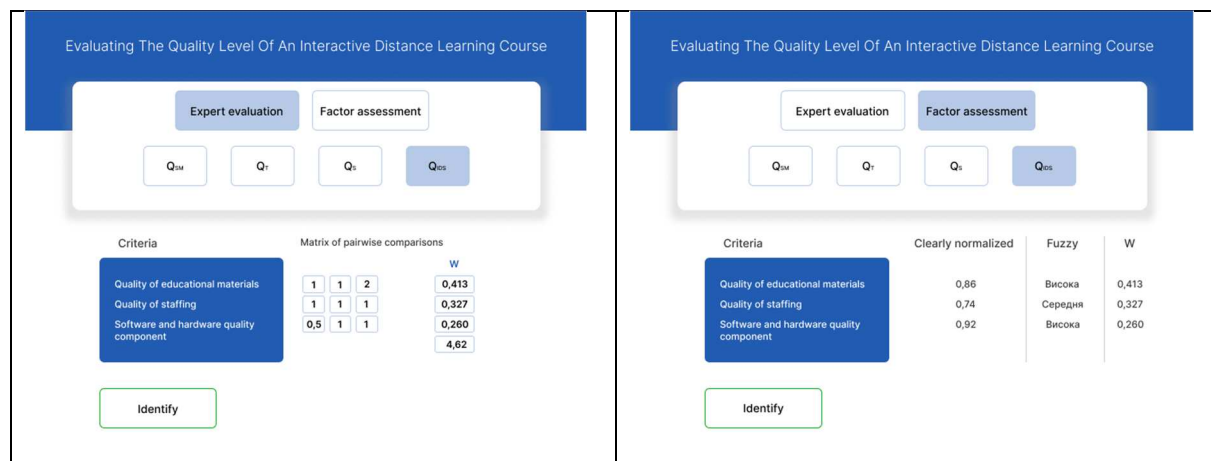 Evaluating The Quality Level Of An Interactive Distance Learning Course
Expert evaluation Factor assessment
QSM QT QS QIDS
Criteria Matrix of pairwise comparisons
W
Quality of educational materials 1 1 2 0,413
Quality of staffing 1 1 1 0,327
Software and hardware quality 0,5 1 1 0,260
component
4,62
Identify
Evaluating The Quality Level Of An Interactive Distance Learning Course
Expert evaluation Factor assessment
QSM QT QS QIDS
Criteria Clearly normalized Fuzzy W
Quality of educational materials 0,86 Висока 0,413
Quality of staffing 0,74 Середня 0,327
Software and hardware quality 0,92 Висока 0,260
component
Identify